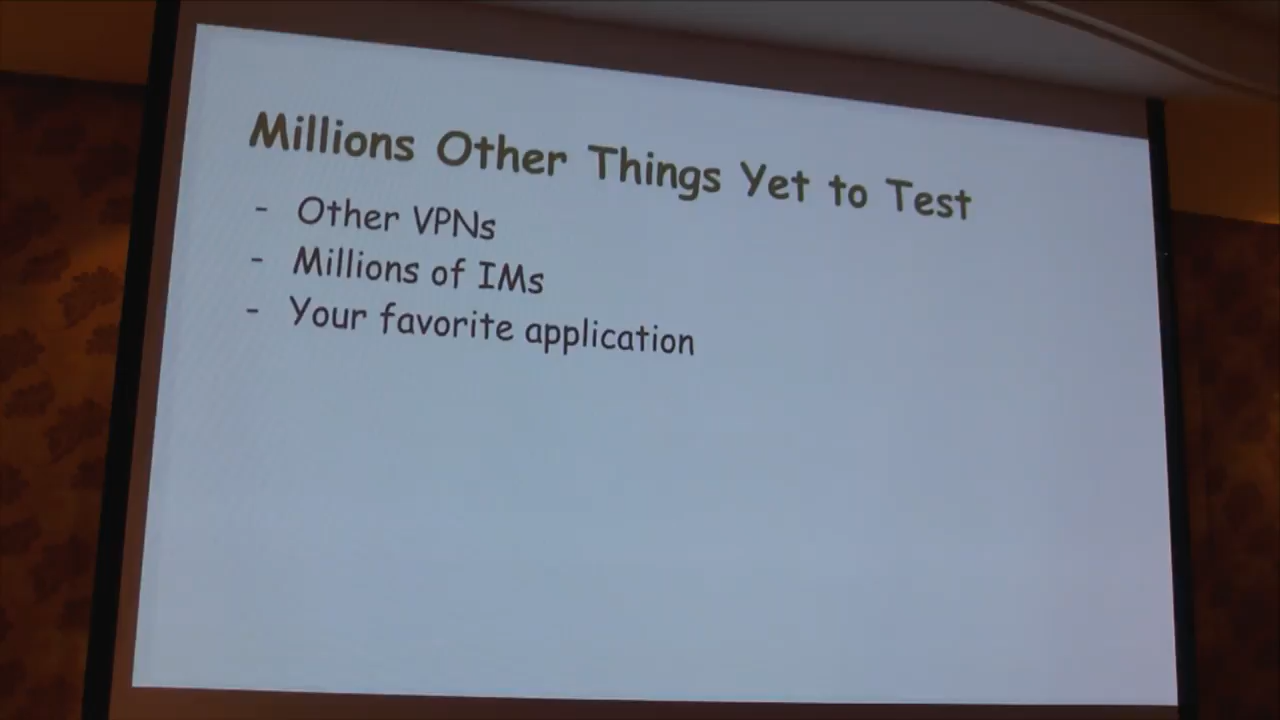 Millions Other Things Yet to Test
- Other VPNs
- Millions of IMs
- Your favorite application